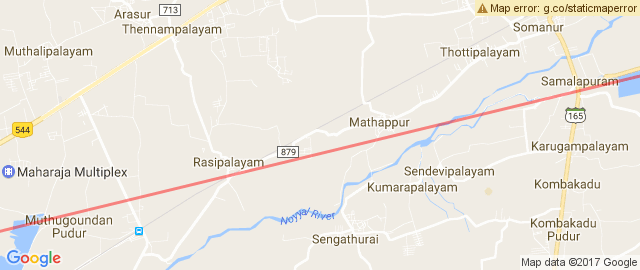 Map error: g.co/staticmaperror
Arasur
713
Thennampalayam
Somanur
Muthalipalayam
Thottipalayam
Samalapuram
165
Mathappur
544
879
Karugampalayam
Rasipalayam
Maharaja Multiplex
Sendevipalayam
Kumarapalayam
Kombakadu
Muthugoundan
Pudur
Noyyal River
Kombakadu
Pudur
Sengathurai
Google
Map data ©2017 Google